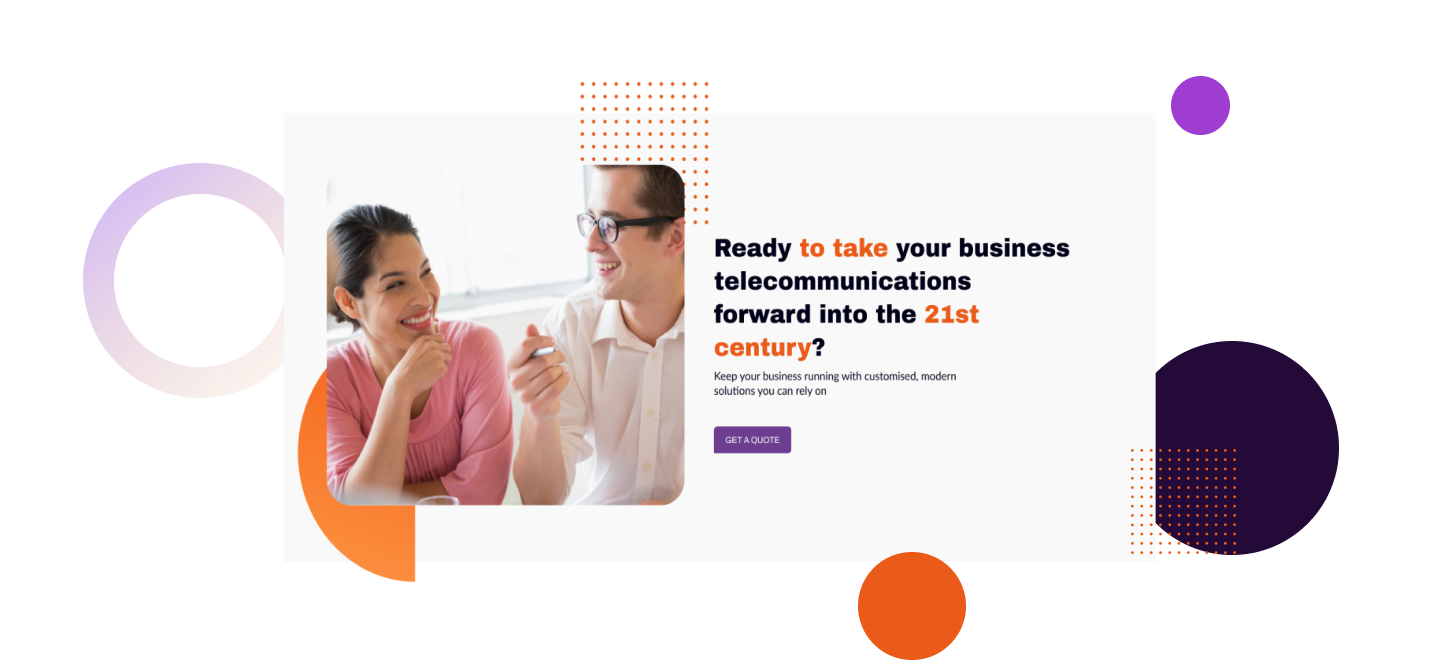 Ready to take your business
telecommunications
forward into the 21st
century?
Keep your business running with customised, modern
solutions you can rely on
GET A QUOTE